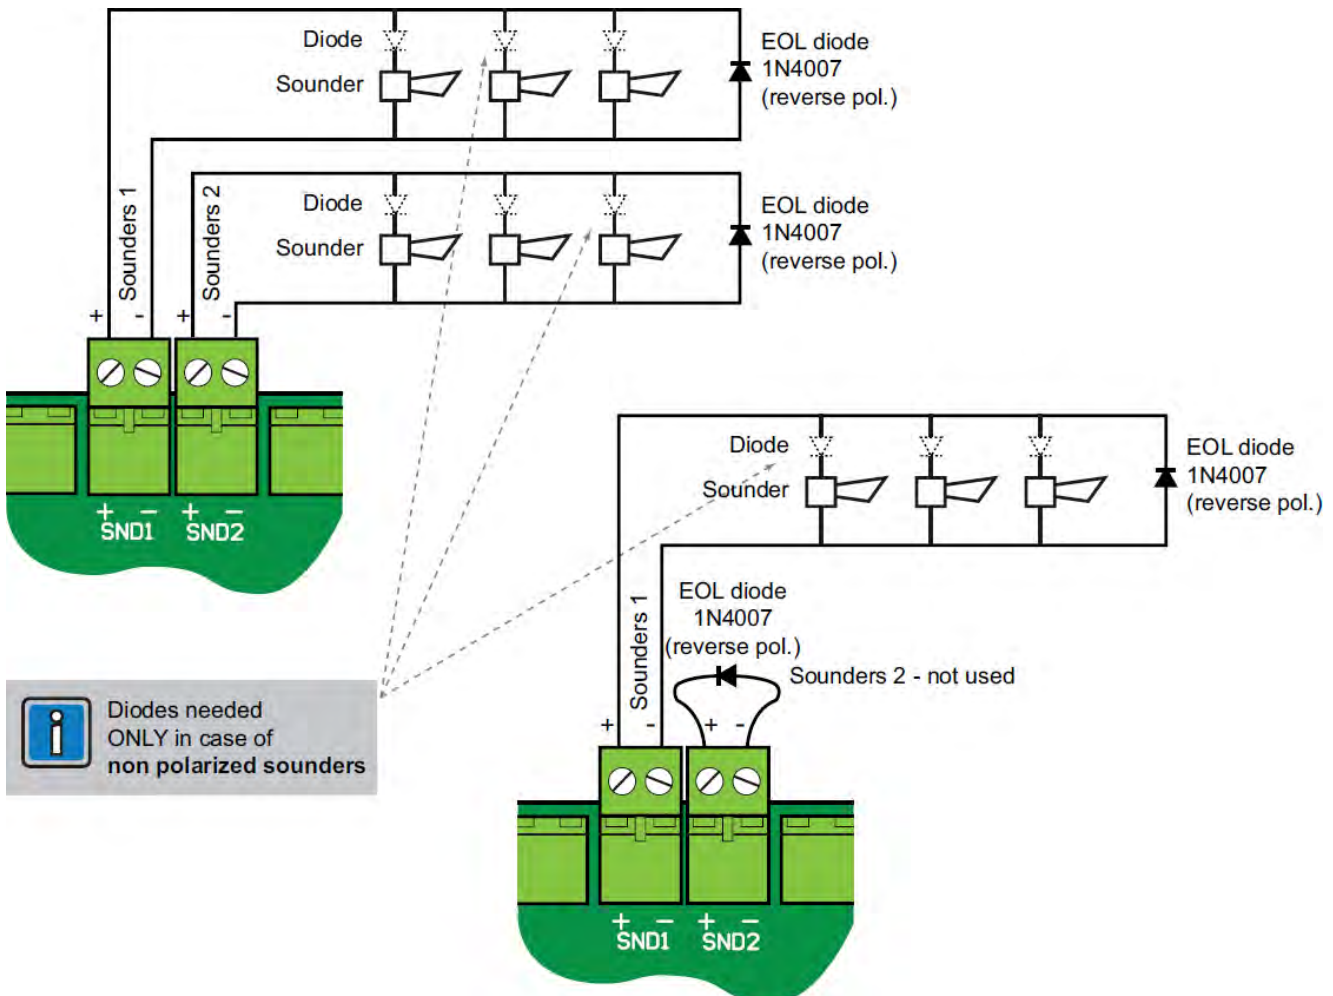 Diode
Sounder
EOL diode
1N4007
(reverse pol.)
Sounders 1
Sounders 2
Diode
Sounder
EOL diode
1N4007
(reverse pol.)
+ - + -
+ - + -
SND1 SND2
Diode
Sounder
EOL diode
1N4007
(reverse pol.)
Sounders 1
EOL diode
1N4007
(reverse pol.)
Sounders 2 - not used
+ - + -
+ - + -
SND1 SND2
i
Diodes needed
ONLY in case of
non polarized sounders